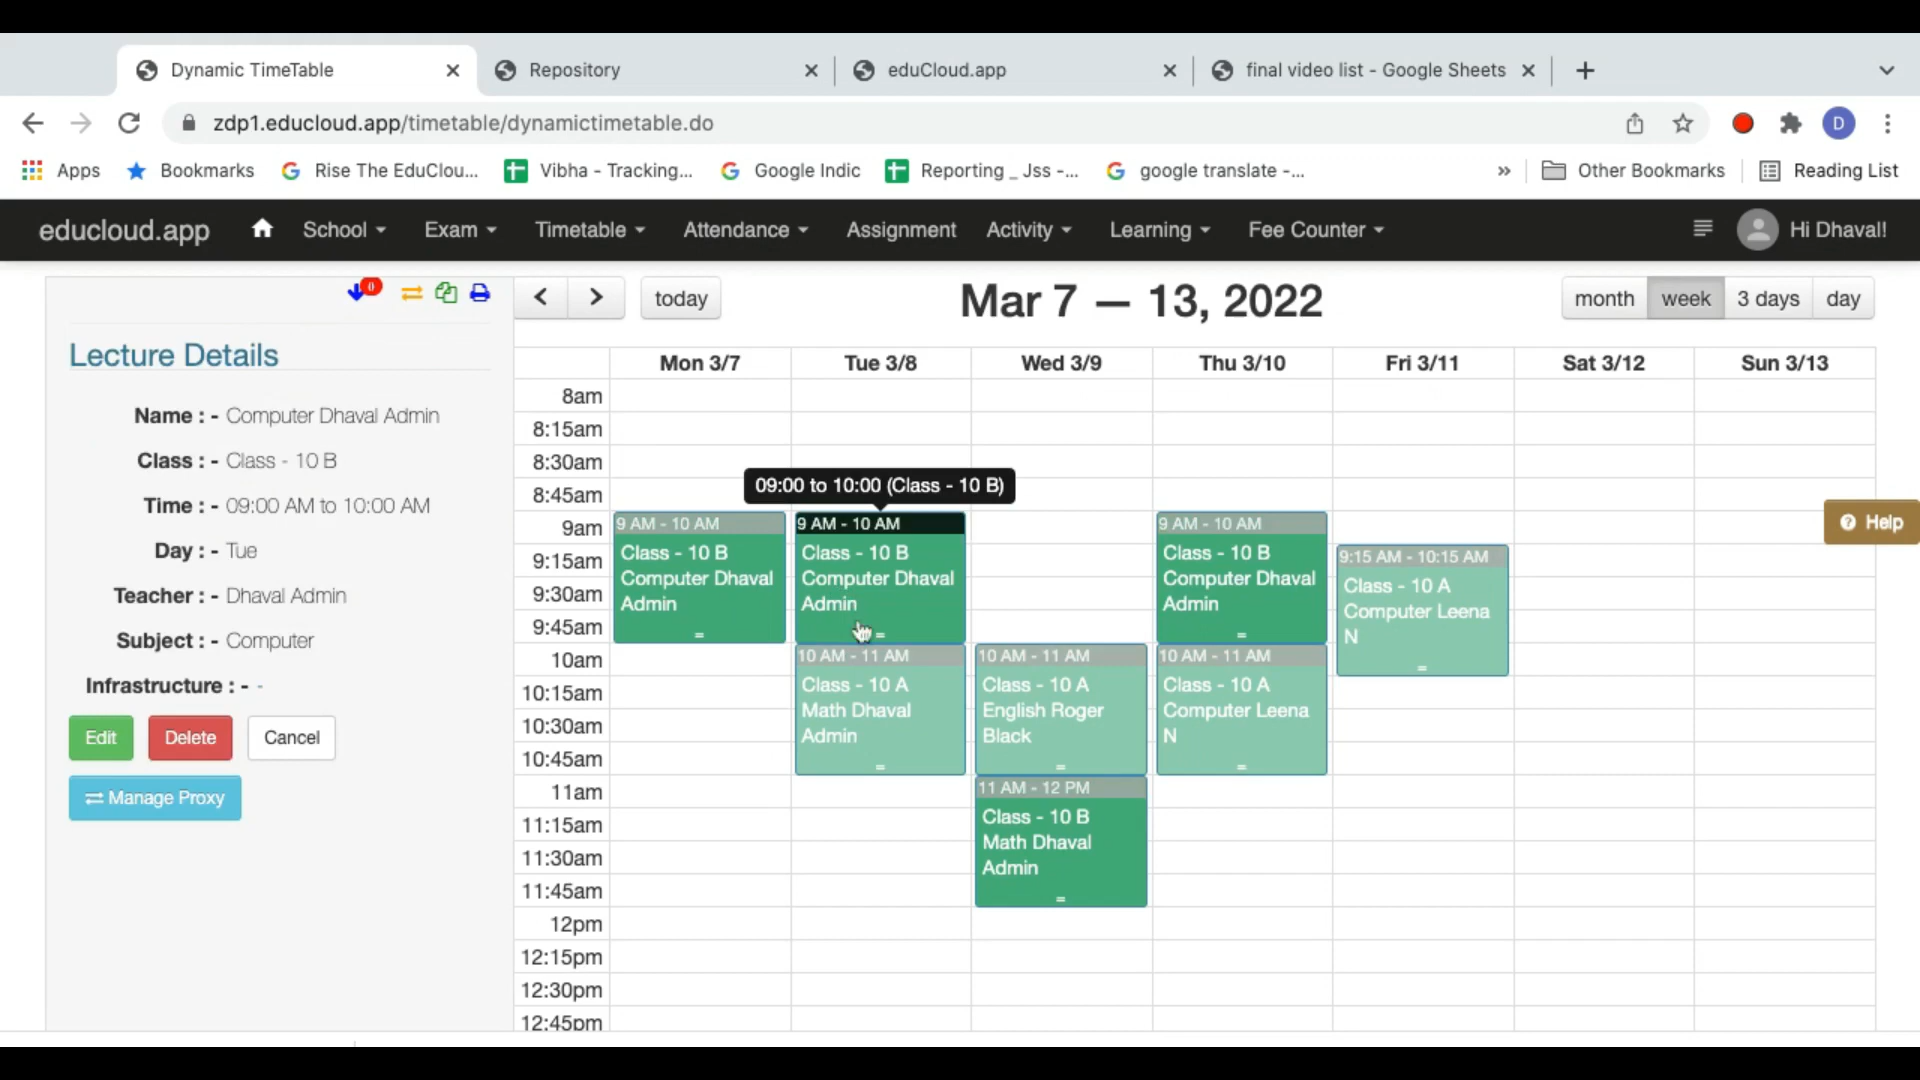 Dynamic TimeTable
Repository
eduCloud.app
final video list - Google Sheets
zdp1.educloud.app/timetable/dynamictimetable.do
D
Apps
Bookmarks
Rise The EduClou...
Vibha - Tracking...
Google Indic
Reporting _ Jss -...
google translate -...
»
Other Bookmarks
Reading List
educloud.app
School
Exam
Timetable
Attendance
Assignment
Activity
Learning
Fee Counter
Hi Dhaval!
0
today
Mar 7 — 13, 2022
month
week
3 days
day
Lecture Details
Name : - Computer Dhaval Admin
Class : - Class - 10 B
Time : - 09:00 AM to 10:00 AM
Day : - Tue
Teacher : - Dhaval Admin
Subject : - Computer
Infrastructure : - -
Edit
Delete
Cancel
Manage Proxy
Mon 3/7
Tue 3/8
Wed 3/9
Thu 3/10
Fri 3/11
Sat 3/12
Sun 3/13
8am
8:15am
8:30am
8:45am
9am
9:15am
9:30am
9:45am
10am
10:15am
10:30am
10:45am
11am
11:15am
11:30am
11:45am
12pm
12:15pm
12:30pm
12:45pm
09:00 to 10:00 (Class - 10 B)
9 AM - 10 AM
Class - 10 B
Computer Dhaval
Admin
9 AM - 10 AM
Class - 10 B
Computer Dhaval
Admin
10 AM - 11 AM
Class - 10 A
Math Dhaval
Admin
10 AM - 11 AM
Class - 10 A
English Roger
Black
11 AM - 12 PM
Class - 10 B
Math Dhaval
Admin
9 AM - 10 AM
Class - 10 B
Computer Dhaval
Admin
10 AM - 11 AM
Class - 10 A
Computer Leena
N
9:15 AM - 10:15 AM
Class - 10 A
Computer Leena
N
Help